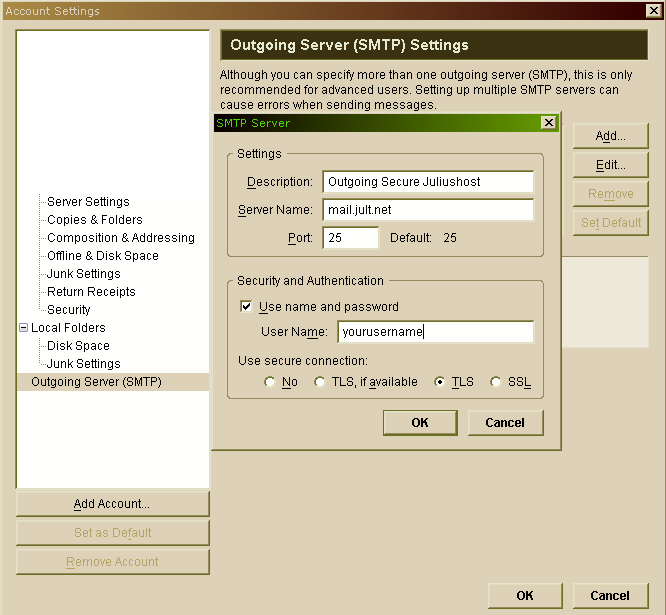 Account Settings
Outgoing Server (SMTP) Settings
Although you can specify more than one outgoing server (SMTP), this is only
recommended for advanced users. Setting up multiple SMTP servers can
cause errors when sending messages.
Server Settings
Copies & Folders
Composition & Addressing
Offline & Disk Space
Junk Settings
Return Receipts
Security
Local Folders
Disk Space
Junk Settings
Outgoing Server (SMTP)
Add Account...
Set as Default
Remove Account
SMTP Server
Settings
Description: Outgoing Secure Juliushost
Server Name: mail.jult.net
Port: 25 Default: 25
Security and Authentication
Use name and password
User Name: yourusername
Use secure connection:
No TLS, if available TLS SSL
OK Cancel
Add...
Edit...
Remove
Set Default
OK Cancel